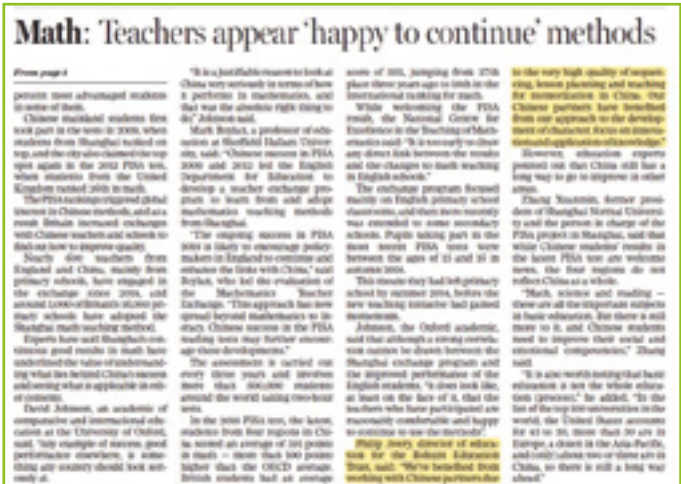 Math: Teachers appear 'happy to continue' methods
From page 1
persons most advantaged students
in some of them.
Chinese mainland students first
took part in the tests in 2009, when
students from Shanghai ranked on
top, and the city also claimed the top
spot again in the 2012 PISA test,
when students from the United
Kingdom ranked 26th in math.
The PISA rankings triggered global
interest in Chinese methods, and as a
result Britain increased exchanges
with Chinese teachers and schools to
find out how to improve quality.
Nearly 600 teachers from
England and China, mainly from
primary schools, have engaged in
the exchange since 2014, and
around
mary schools have adopted the
Shanghai math teaching method.
Experts have said Shanghai's con-
tinuous good results in math have
underlined the value of understand-
ing what lies behind China's success
and seeing what is applicable in oth-
er contexts.
David Johnson, an academic of
comparative and international edu-
cation at the University of Oxford,
said, "any example of success, good
performance elsewhere, is some-
thing any country should look seri-
ously at.
"It is a justifiable reason to look at
China very seriously in terms of how
it performs in mathematics, and
that was the absolute right thing to
do," Johnson said.
Mark Boylan, a professor of edu-
cation at Sheffield Hallam Univer-
sity, said: "Chinese success in PISA
2009 and 2012 led the English
Department for Education to
develop a teacher exchange pro-
gram to learn from and adopt
mathematics teaching methods
from Shanghai.
"The ongoing success in PISA
2018 is likely to encourage policy-
makers in England to continue and
enhance the links with China," said
Boylan, who led the evaluation of
the Mathematics Teacher
Exchange. "This approach has now
spread beyond mathematics to lit-
eracy. Chinese success in the PISA
reading tests may further encour-
age these developments."
The assessment is carried out
every three years and involves
more than 600,000 students
around the world taking two-hour
tests.
In the 2018 PISA test, the latest,
students from four regions in Chi-
na scored an average of 591 points
in math — more than 100 points
higher than the OECD average.
British students had an average
score of 502, jumping from 27th
place three years ago to 18th in the
international ranking for math.
While welcoming the PISA
result, the National Centre for
Excellence in the Teaching of Math-
ematics said: "It is too early to draw
any direct link between the results
and the changes to math teaching
in English schools."
The exchange program focused
mainly on English primary school
classrooms, and then more recently
was extended to some secondary
schools. Pupils taking part in the
most recent PISA tests were
between the ages of 15 and 16 in
autumn 2018.
This means they had left primary
school by summer 2014, before the
new teaching initiative had gained
momentum.
Johnson, the Oxford academic,
said that although a strong correla-
tion cannot be drawn between the
Shanghai exchange program and
the improved performance of the
English students, "it does look like,
at least on the face of it, that the
teachers who have participated are
reasonably comfortable and happy
to continue to use the methods".
Philip Avery, director of educa-
tion for the Bohunt Education
Trust, said: "We've benefited from
working with Chinese partners due
to the very high quality of sequen-
cing, lesson planning and teaching
for memorization in China. Our
Chinese partners have benefited
from our approach to the develop-
ment of character, focus on innova-
tion and application of knowledge."
However, education experts
pointed out that China still has a
long way to go to improve in other
areas.
Zhang Xuanmin, former presi-
dent of Shanghai Normal Universi-
ty and the person in charge of the
PISA project in Shanghai, said that
while Chinese students' results in
the latest PISA test are welcome
news, the four regions do not
reflect China as a whole.
"Math, science and reading —
these are all the important subjects
in basic education. But there is still
more to it, and Chinese students
need to improve their social and
emotional competencies," Zhang
said.
"It is also worth noting that basic
education is not the whole educa-
tion (process)," he added. "In the
list of the top 100 universities in the
world, the United States accounts
for 45 to 50, more than 30 are in
Europe, a dozen in the Asia-Pacific,
and (only) about two or three are in
China, so there is still a long way
ahead."